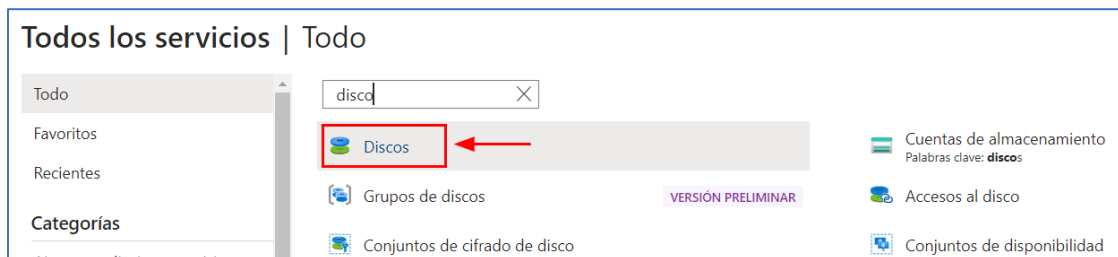 Todos los servicios | Todo
Todo
Favoritos
Recientes
Categorías
disco
Discos
Grupos de discos VERSIÓN PRELIMINAR
Conjuntos de cifrado de disco
Cuentas de almacenamiento
Palabras clave: discos
Accesos al disco
Conjuntos de disponibilidad